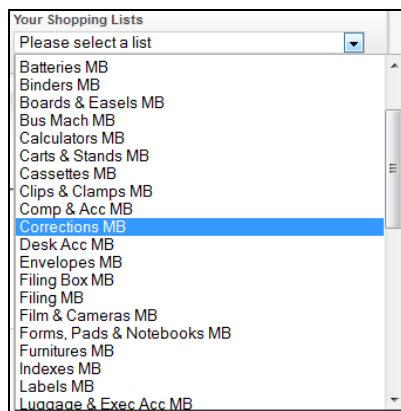 Your Shopping Lists
Please select a list
Batteries MB
Binders MB
Boards & Easels MB
Bus Mach MB
Calculators MB
Carts & Stands MB
Cassettes MB
Clips & Clamps MB
Comp & Acc MB
Corrections MB
Desk Acc MB
Envelopes MB
Filing Box MB
Filing MB
Film & Cameras MB
Forms, Pads & Notebooks MB
Furnitures MB
Indexes MB
Labels MB
Luggage & Exec Acc MB